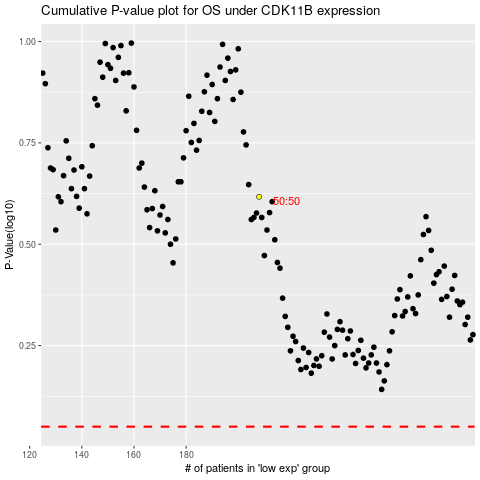 Cumulative P-value plot for OS under CDK11B expression
1.00
0.75
0.50
0.25
P-Value(log10)
50:50
120 140 160 180
# of patients in 'low exp' group